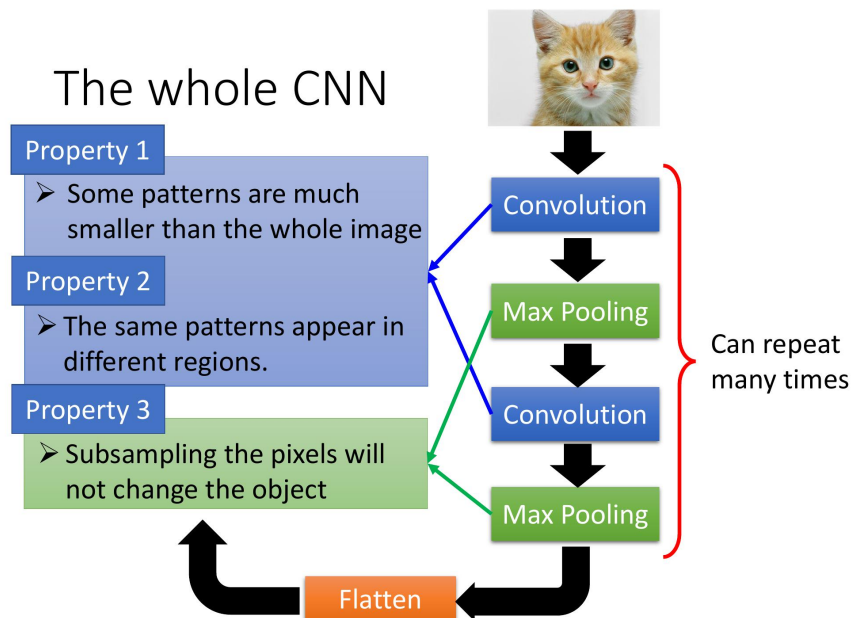 The whole CNN
Property 1
➢ Some patterns are much
smaller than the whole image
Property 2
➢ The same patterns appear in
different regions.
Property 3
➢ Subsampling the pixels will
not change the object
Convolution
Max Pooling
Convolution
Max Pooling
Can repeat
many times
Flatten